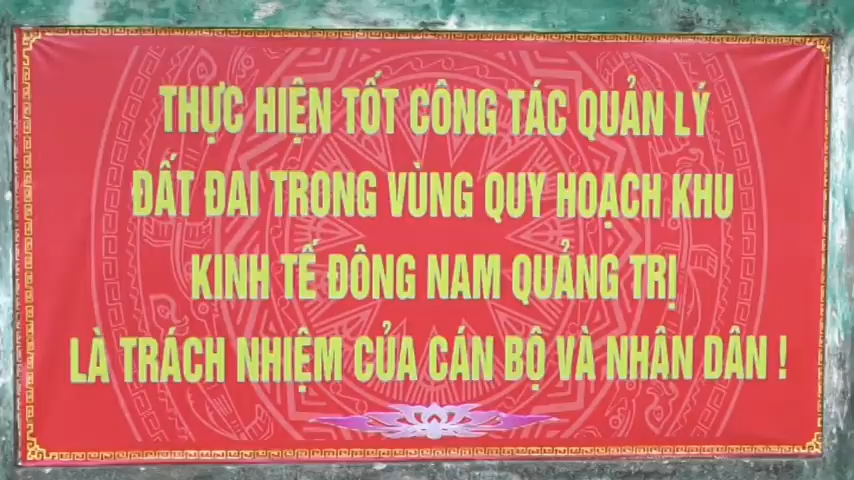 THỰC HIỆN TỐT CÔNG TÁC QUẢN LÝ
ĐẤT ĐAI TRONG VÙNG QUY HOẠCH KHU
KINH TẾ ĐÔNG NAM QUẢNG TRỊ
LÀ TRÁCH NHIỆM CỦA CÁN BỘ VÀ NHÂN DÂN !